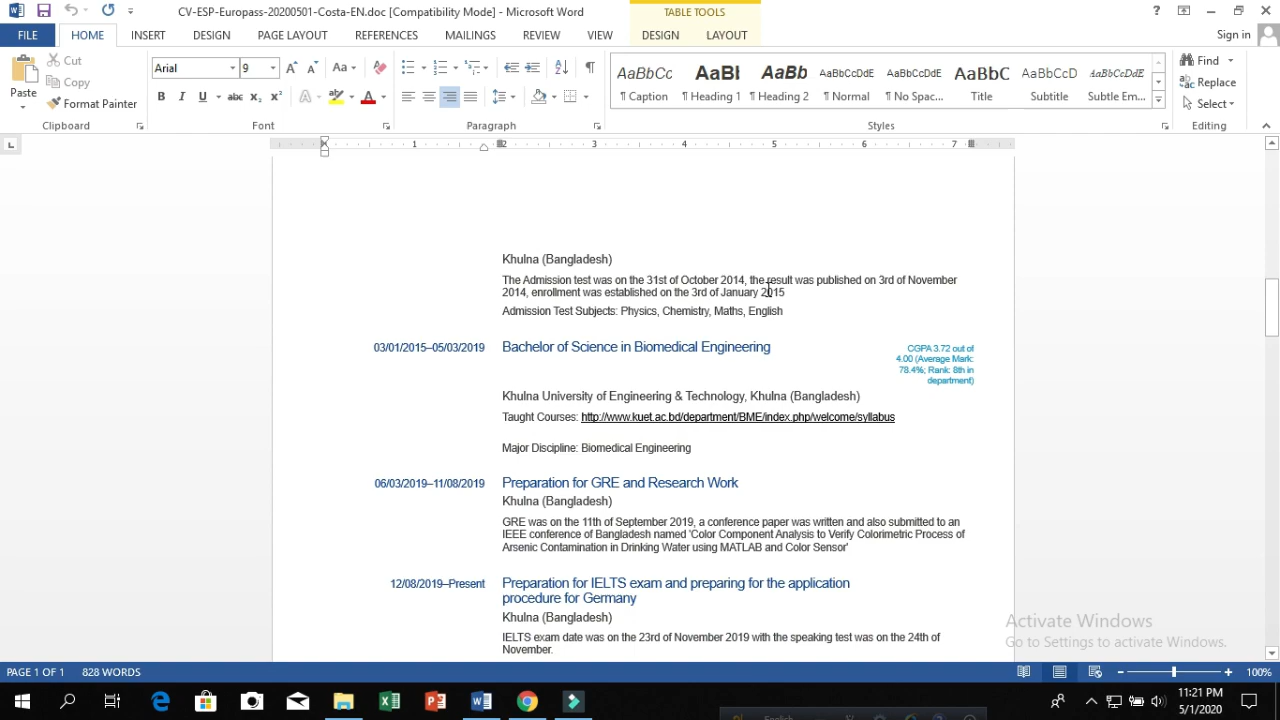 CV-ESP-Europass-20200501-Costa-EN.doc [Compatibility Mode] - Microsoft Word
TABLE TOOLS
FILE HOME INSERT DESIGN PAGE LAYOUT REFERENCES MAILINGS REVIEW VIEW DESIGN LAYOUT Sign in
Paste
Cut
Copy
Format Painter
Clipboard
Arial 9
Font
Paragraph
AaBbCc AaBb AaBb AaBbCcDdE AaBbCcDdE AaBbC AaBbCcDdE AaBbCcDdE
¶ Caption ¶ Heading 1 ¶ Heading 2 ¶ Normal ¶ No Spac... Title Subtitle Subtle Em...
Styles
Find
Replace
Select
Editing
1 2 3 4 5 6 7
Khulna (Bangladesh)
The Admission test was on the 31st of October 2014, the result was published on 3rd of November
2014, enrollment was established on the 3rd of January 2015
Admission Test Subjects: Physics, Chemistry, Maths, English
03/01/2015–05/03/2019 Bachelor of Science in Biomedical Engineering
CGPA 3.72 out of
4.00 (Average Mark:
78.4%; Rank: 8th in
department)
Khulna University of Engineering & Technology, Khulna (Bangladesh)
Taught Courses: http://www.kuet.ac.bd/department/BME/index.php/welcome/syllabus
Major Discipline: Biomedical Engineering
06/03/2019–11/08/2019 Preparation for GRE and Research Work
Khulna (Bangladesh)
GRE was on the 11th of September 2019, a conference paper was written and also submitted to an
IEEE conference of Bangladesh named 'Color Component Analysis to Verify Colorimetric Process of
Arsenic Contamination in Drinking Water using MATLAB and Color Sensor'
12/08/2019–Present Preparation for IELTS exam and preparing for the application
procedure for Germany
Khulna (Bangladesh)
IELTS exam date was on the 23rd of November 2019 with the speaking test was on the 24th of
November.
Activate Windows
Go to Settings to activate Windows.
PAGE 1 OF 1 828 WORDS 100%
11:21 PM
5/1/2020
English